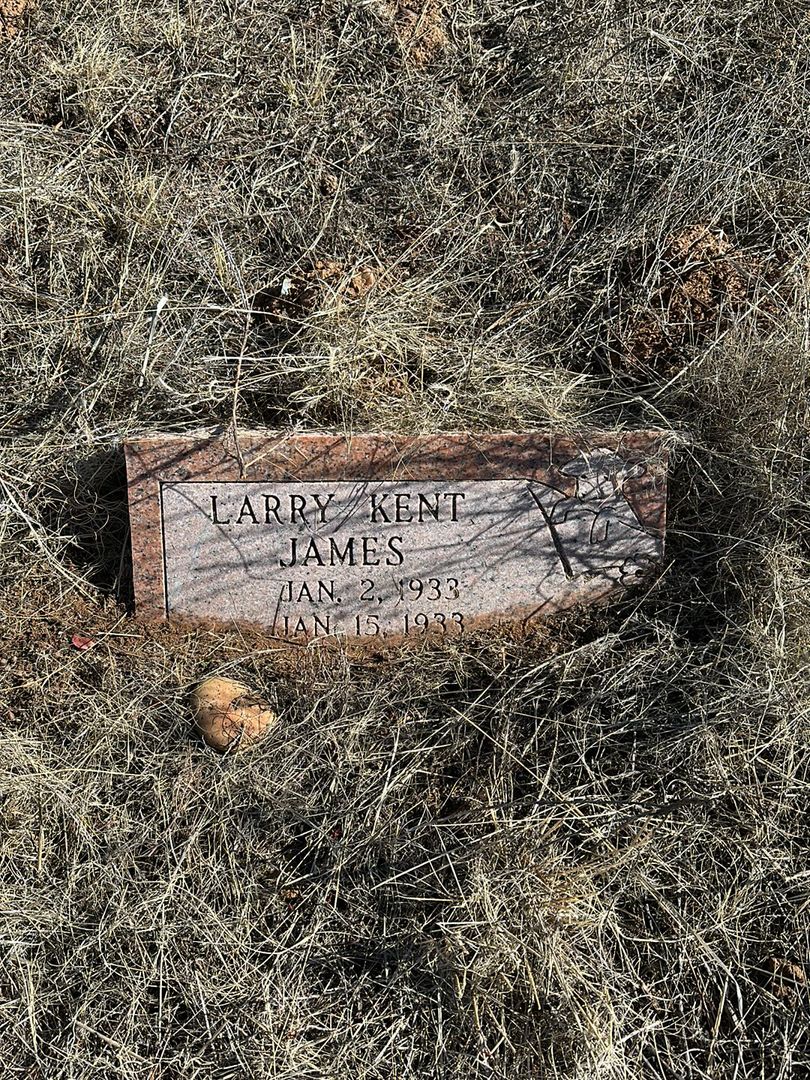 LARRY KENT
JAMES
JAN. 2, 1933
JAN. 15, 1933